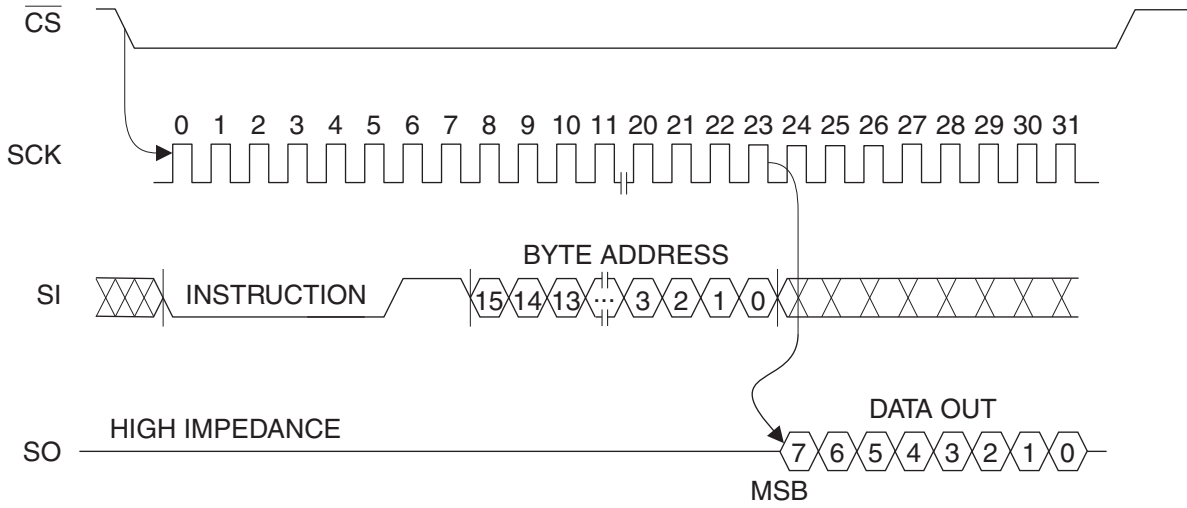 CS
0 1 2 3 4 5 6 7 8 9 10 11 20 21 22 23 24 25 26 27 28 29 30 31
SCK
BYTE ADDRESS
SI INSTRUCTION 15 14 13 ... 3 2 1 0
HIGH IMPEDANCE DATA OUT
SO 7 6 5 4 3 2 1 0
MSB